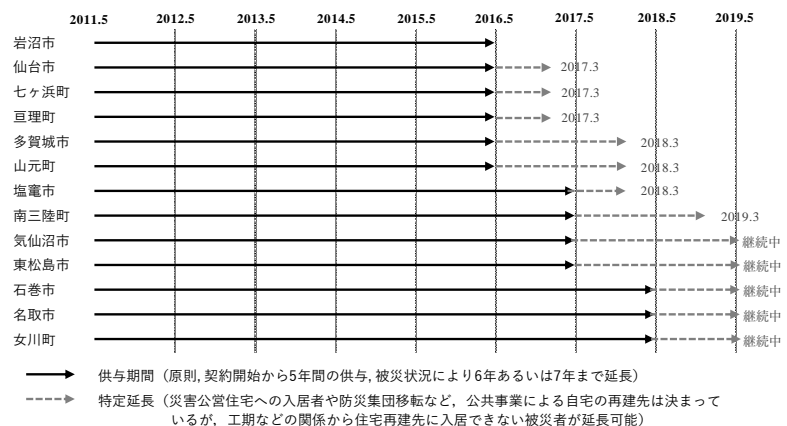 2011.5 2012.5 2013.5 2014.5 2015.5 2016.5 2017.5 2018.5 2019.5
岩沼市
仙台市 2017.3
七ヶ浜町 2017.3
亘理町 2017.3
多賀城市 2018.3
山元町 2018.3
塩竈市 2018.3
南三陸町 2019.3
気仙沼市 継続中
東松島市 継続中
石巻市 継続中
名取市 継続中
女川町 継続中
供与期間（原則, 契約開始から5年間の供与, 被災状況により6年あるいは7年まで延長）
特定延長（災害公営住宅への入居者や防災集団移転など，公共事業による自宅の再建先は決まって
いるが，工期などの関係から住宅再建先に入居できない被災者が延長可能）